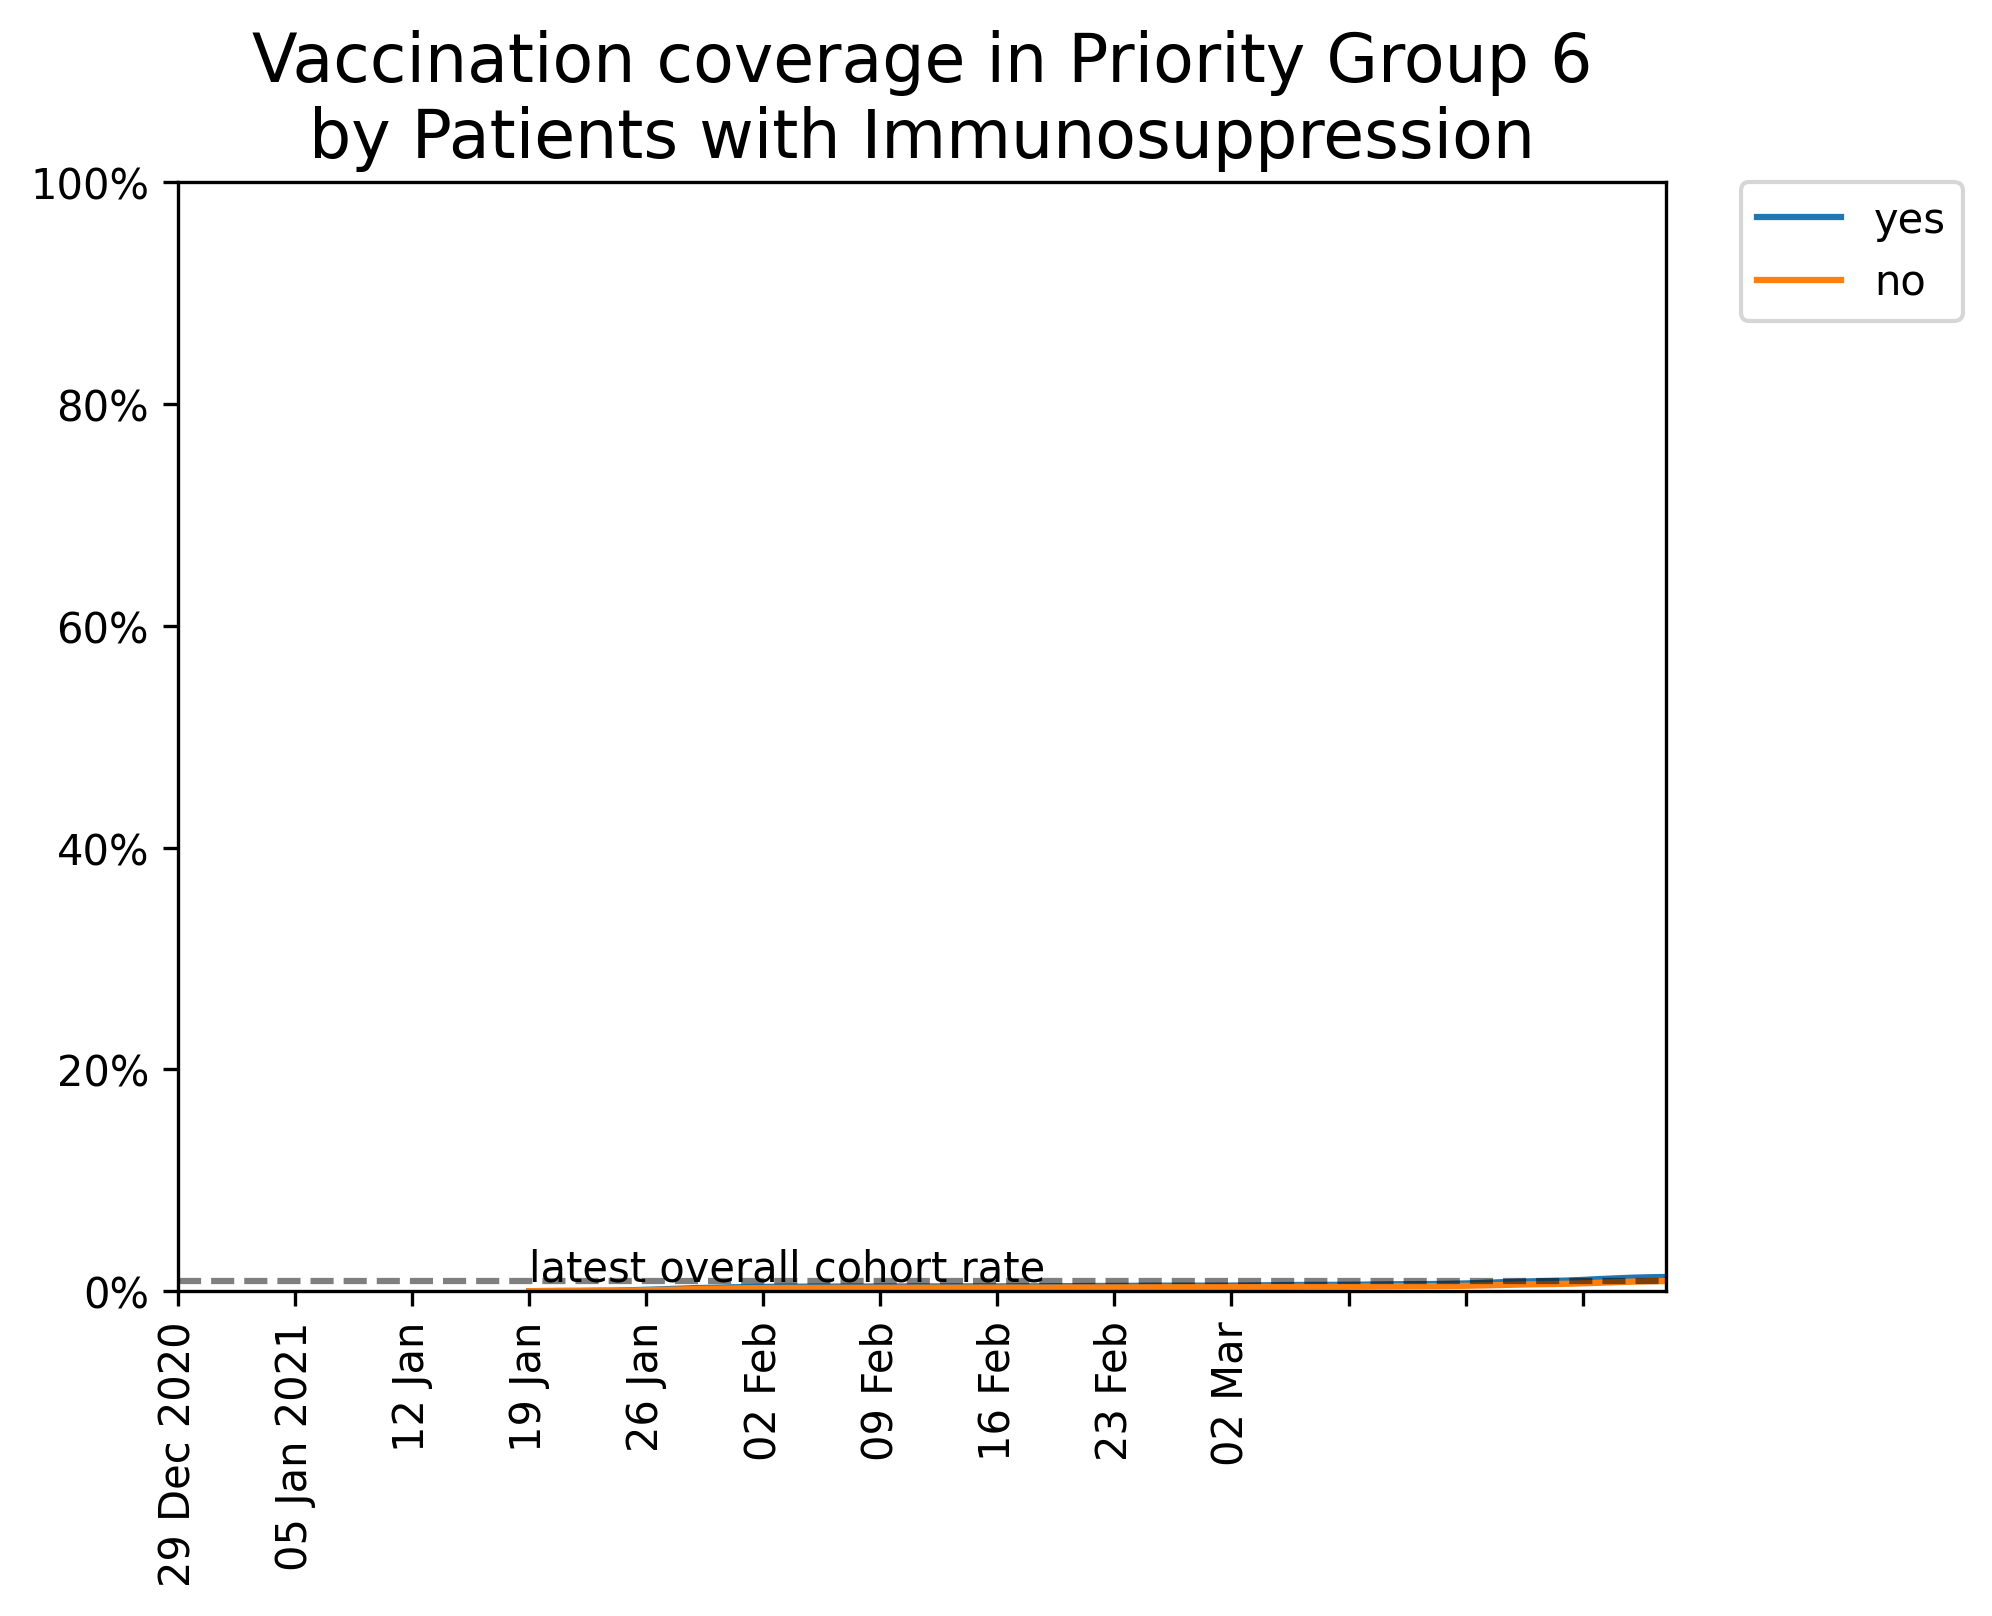 Vaccination coverage in Priority Group 6
by Patients with Immunosuppression
100%
80%
60%
40%
20%
0%
yes
no
latest overall cohort rate
29 Dec 2020
05 Jan 2021
12 Jan
19 Jan
26 Jan
02 Feb
09 Feb
16 Feb
23 Feb
02 Mar